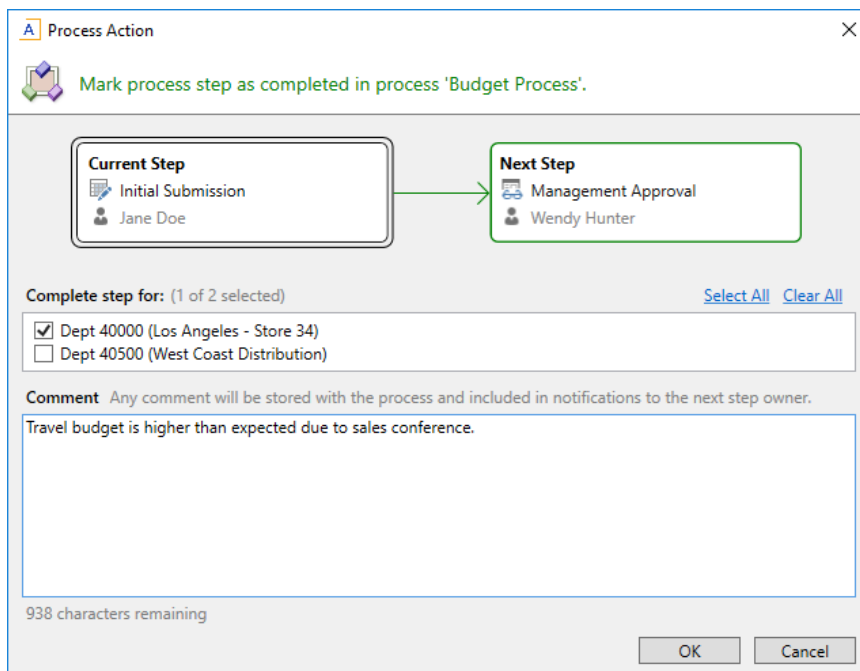 A Process Action
Mark process step as completed in process 'Budget Process'.
Current Step
Initial Submission
Jane Doe
Next Step
Management Approval
Wendy Hunter
Complete step for: (1 of 2 selected) Select All Clear All
Dept 40000 (Los Angeles - Store 34)
Dept 40500 (West Coast Distribution)
Comment Any comment will be stored with the process and included in notifications to the next step owner.
Travel budget is higher than expected due to sales conference.
938 characters remaining
OK Cancel